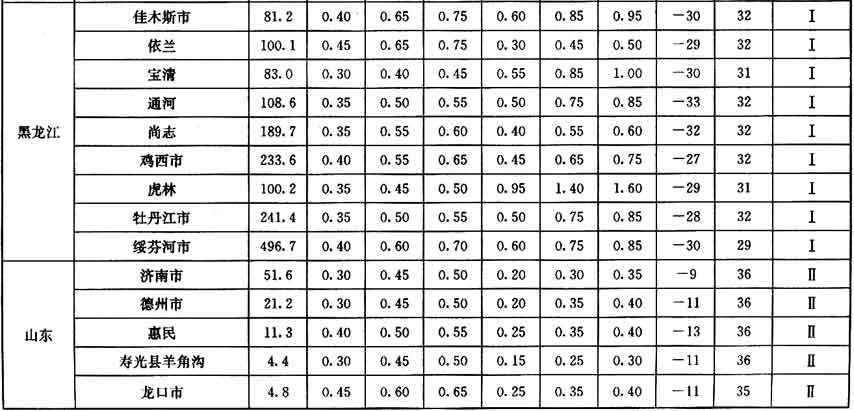 佳木斯市 81.2 0.40 0.65 0.75 0.60 0.85 0.95 −30 32 Ⅰ
依兰 100.1 0.45 0.65 0.75 0.30 0.45 0.50 −29 32 Ⅰ
宝清 83.0 0.30 0.40 0.45 0.55 0.85 1.00 −30 31 Ⅰ
通河 108.6 0.35 0.50 0.55 0.50 0.75 0.85 −33 32 Ⅰ
黑龙江 尚志 189.7 0.35 0.55 0.60 0.40 0.55 0.60 −32 32 Ⅰ
鸡西市 233.6 0.40 0.55 0.65 0.45 0.65 0.75 −27 32 Ⅰ
虎林 100.2 0.35 0.45 0.50 0.95 1.40 1.60 −29 31 Ⅰ
牡丹江市 241.4 0.35 0.50 0.55 0.50 0.75 0.85 −28 32 Ⅰ
绥芬河市 496.7 0.40 0.60 0.70 0.60 0.75 0.85 −30 29 Ⅰ
济南市 51.6 0.30 0.45 0.50 0.20 0.30 0.35 −9 36 Ⅱ
德州市 21.2 0.30 0.45 0.50 0.20 0.35 0.40 −11 36 Ⅱ
山东 惠民 11.3 0.40 0.50 0.55 0.25 0.35 0.40 −13 36 Ⅱ
寿光县羊角沟 4.4 0.30 0.45 0.50 0.15 0.25 0.30 −11 36 Ⅱ
龙口市 4.8 0.45 0.60 0.65 0.25 0.35 0.40 −11 35 Ⅱ